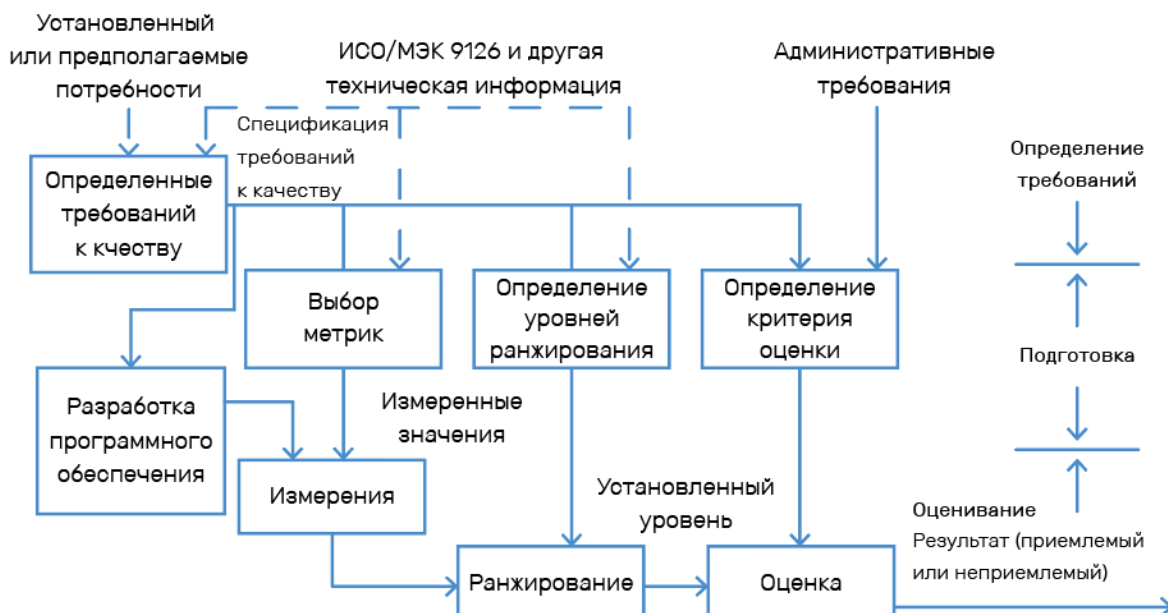 Установленный
или предполагаемые
потребности
ИСО/МЭК 9126 и другая
техническая информация
Административные
требования
Спецификация
требований
к качеству
Определенные
требований
к кчеству
Определение
требований
Выбор
метрик
Определение
уровней
ранжирования
Определение
критерия
оценки
Подготовка
Разработка
программного
обеспечения
Измеренные
значения
Измерения
Установленный
уровень
Оценивание
Результат (приемлемый
или неприемлемый)
Ранжирование
Оценка